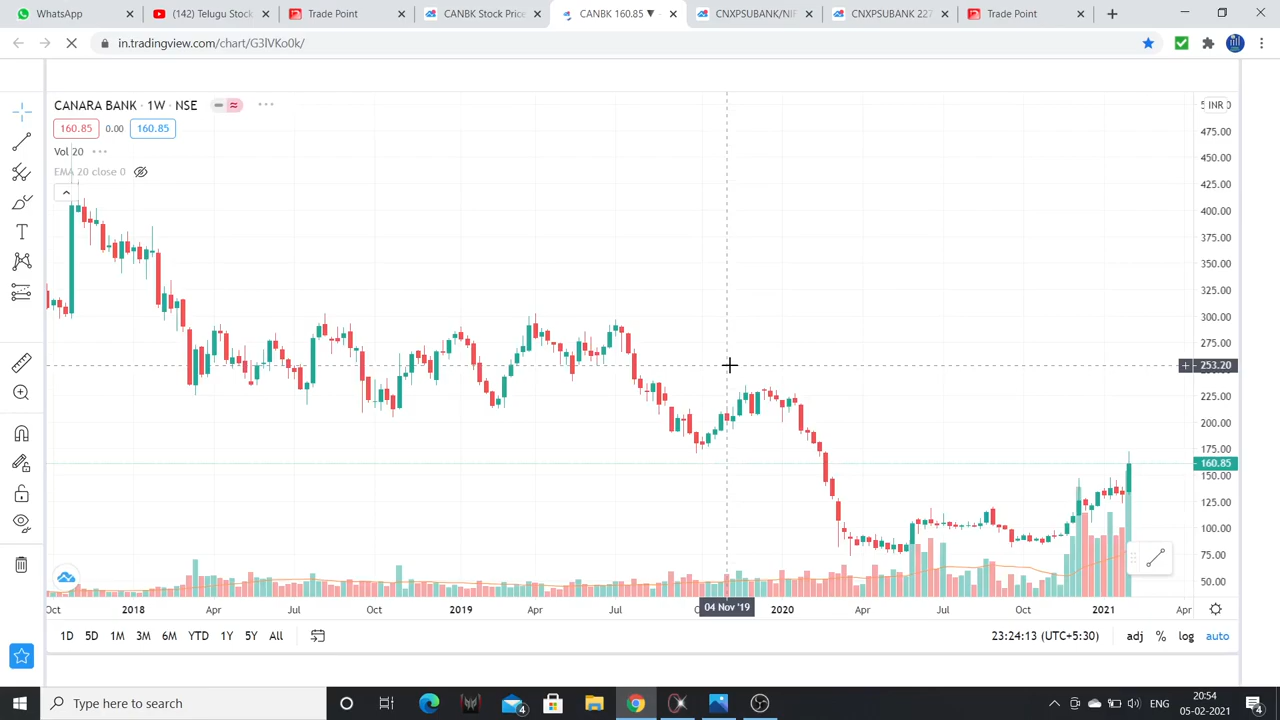 WhatsApp
(142) Telugu Stock
Trade Point
CANBK Stock Price
CANBK 160.85 ▼
CNXPSUBANK/NIF
CNXPSUBANK 227
Trade Point
in.tradingview.com/chart/G3lVKo0k/
CANARA BANK · 1W · NSE
160.85 0.00 160.85
Vol 20
EMA 20 close 0
INR
475.00
450.00
425.00
400.00
375.00
350.00
325.00
300.00
275.00
253.20
225.00
200.00
175.00
160.85
150.00
125.00
100.00
75.00
50.00
Oct 2018 Apr Jul Oct 2019 Apr Jul 04 Nov '19 2020 Apr Jul Oct 2021 Apr
1D 5D 1M 3M 6M YTD 1Y 5Y All
23:24:13 (UTC+5:30) adj % log auto
Type here to search
4
ENG
20:54
05-02-2021
4